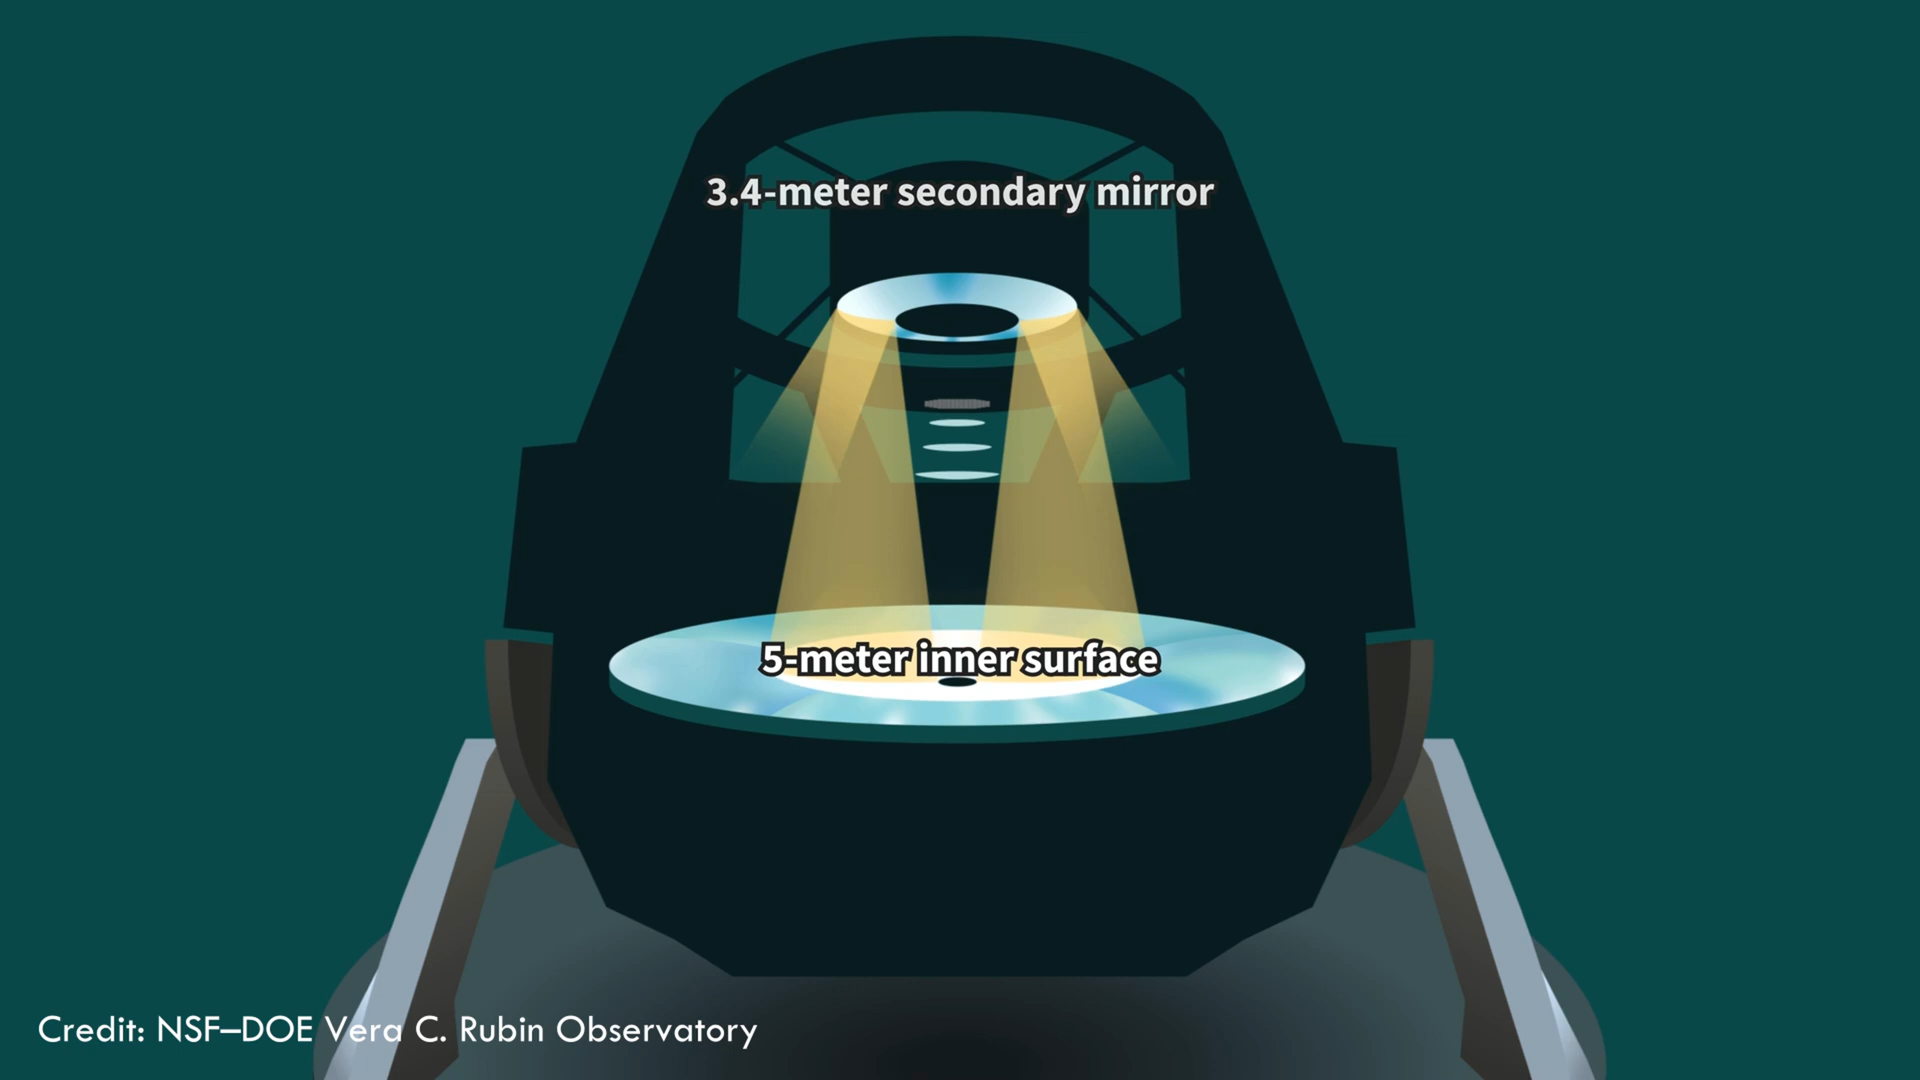 3.4-meter secondary mirror
5-meter inner surface
Credit: NSF–DOE Vera C. Rubin Observatory